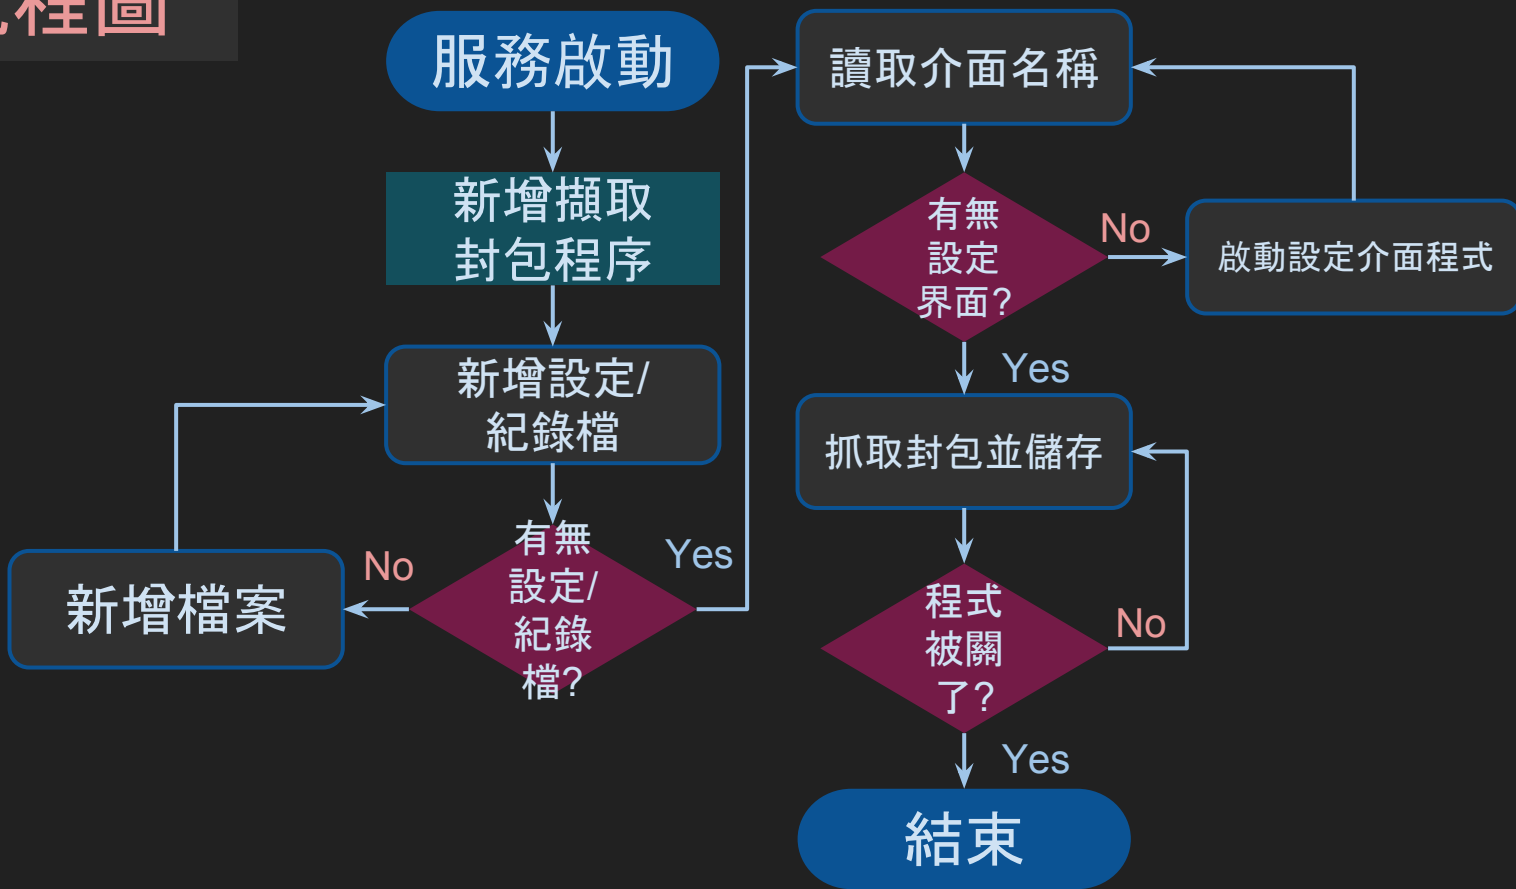 程圖
服務啟動
新增擷取
封包程序
新增設定/
紀錄檔
有無
設定/
紀錄
檔?
No
新增檔案
Yes
讀取介面名稱
有無
設定
界面?
No
啟動設定介面程式
Yes
抓取封包並儲存
程式
被關
了?
No
Yes
結束